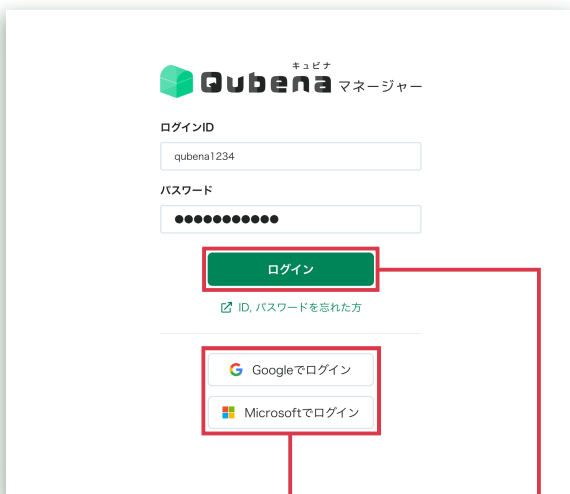 キュビナ
Qubena マネージャー
ログインID
qubena1234
パスワード
●●●●●●●●●●●
ログイン
ID, パスワードを忘れた方
Googleでログイン
Microsoftでログイン